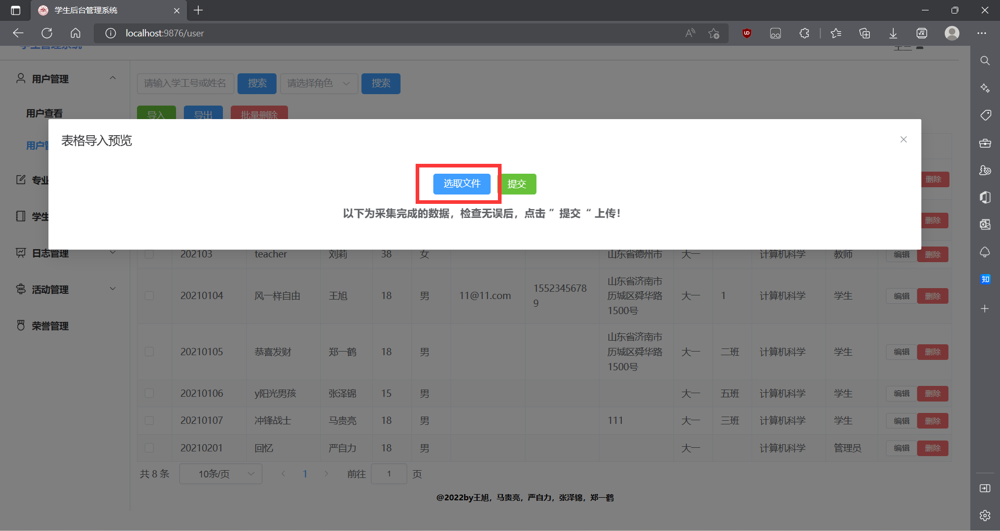 学生后台管理系统
localhost:9876/user
学生管理系统
王三
用户管理
请输入学工号或姓名 搜索 请选择角色 搜索
用户查看
导入 导出 批量删除
用户管
表格导入预览
选取文件 提交
以下为采集完成的数据，检查无误后，点击 ” 提交 “ 上传！
专业
学生
日志管理
活动管理
荣誉管理
删除
删除
202103 teacher 刘莉 38 女 山东省德州市 大一 计算机科学 教师 编辑 删除
20210104 风一样自由 王旭 18 男 11@11.com 1552345678
9 山东省济南市
历城区舜华路
1500号 大一 1 计算机科学 学生 编辑 删除
20210105 恭喜发财 郑一鹤 18 男 山东省济南市
历城区舜华路
1500号 大一 二班 计算机科学 学生 编辑 删除
20210106 y阳光男孩 张泽锦 15 男 大一 五班 计算机科学 学生 编辑 删除
20210107 冲锋战士 马贵亮 18 男 111 大一 三班 计算机科学 学生 编辑 删除
20210201 回忆 严自力 18 男 大一 计算机科学 管理员 编辑 删除
共 8 条 10条/页 1 前往 1 页
@2022by王旭，马贵亮，严自力，张泽锦，郑一鹤
知